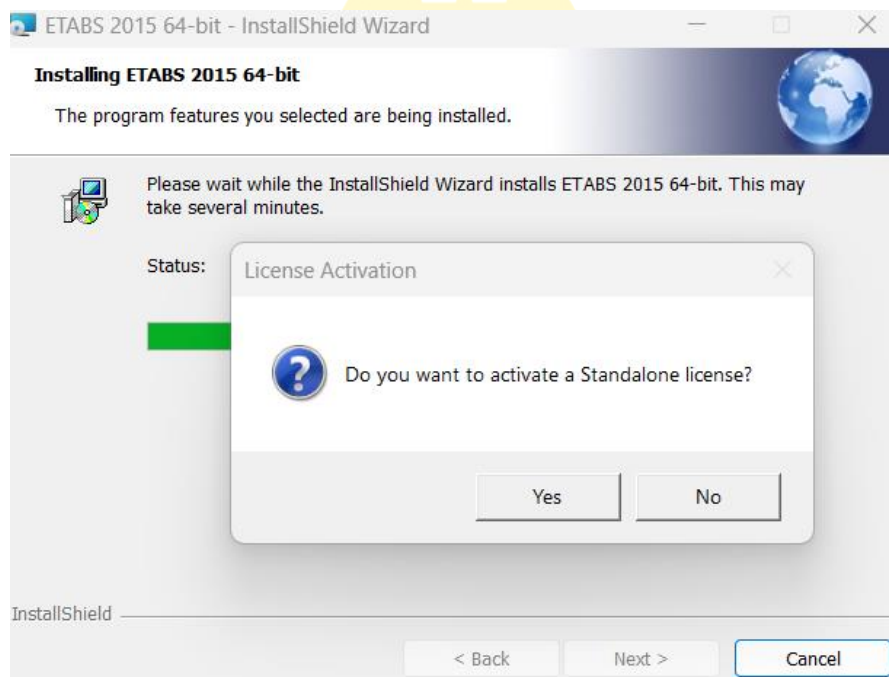 ETABS 2015 64-bit - InstallShield Wizard
Installing ETABS 2015 64-bit
The program features you selected are being installed.
Please wait while the InstallShield Wizard installs ETABS 2015 64-bit. This may
take several minutes.
Status:
License Activation
Do you want to activate a Standalone license?
Yes
No
InstallShield
< Back
Next >
Cancel